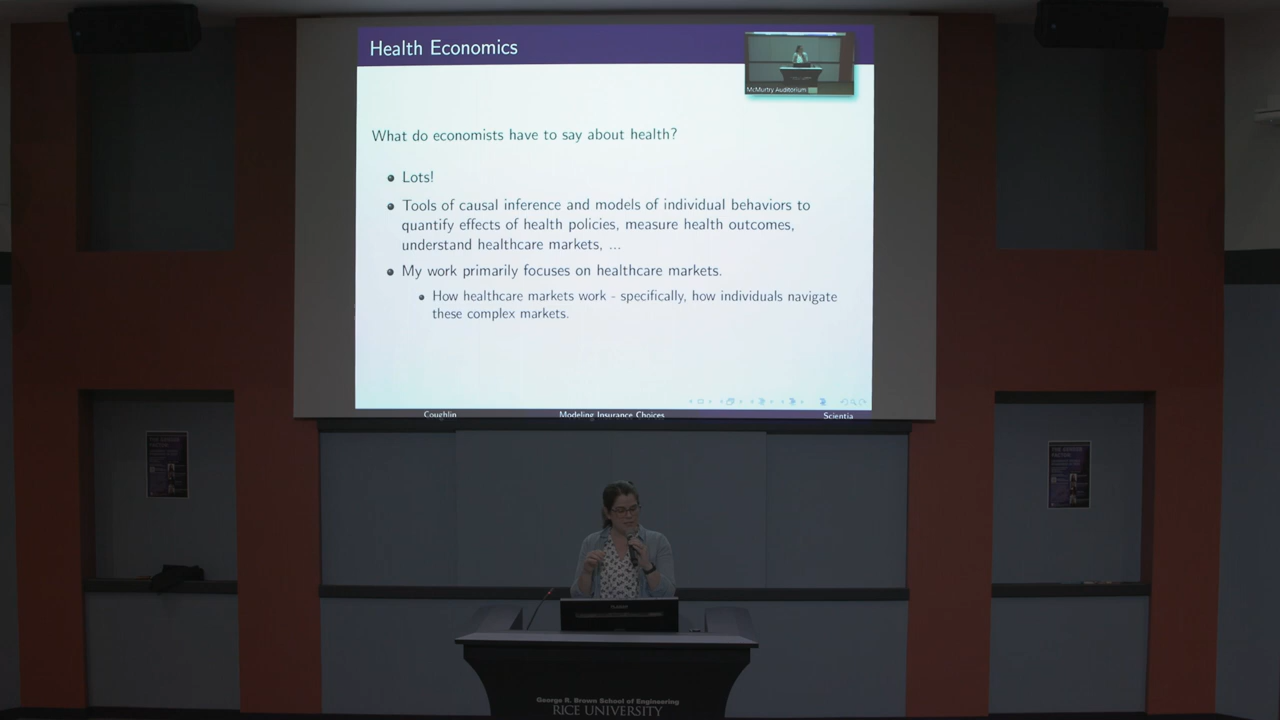 Health Economics
McMurtry Auditorium
What do economists have to say about health?
Lots!
Tools of causal inference and models of individual behaviors to
quantify effects of health policies, measure health outcomes,
understand healthcare markets, ...
My work primarily focuses on healthcare markets.
How healthcare markets work - specifically, how individuals navigate
these complex markets.
Coughlin
Modeling Insurance Choices
Scientia
George R. Brown School of Engineering
RICE UNIVERSITY